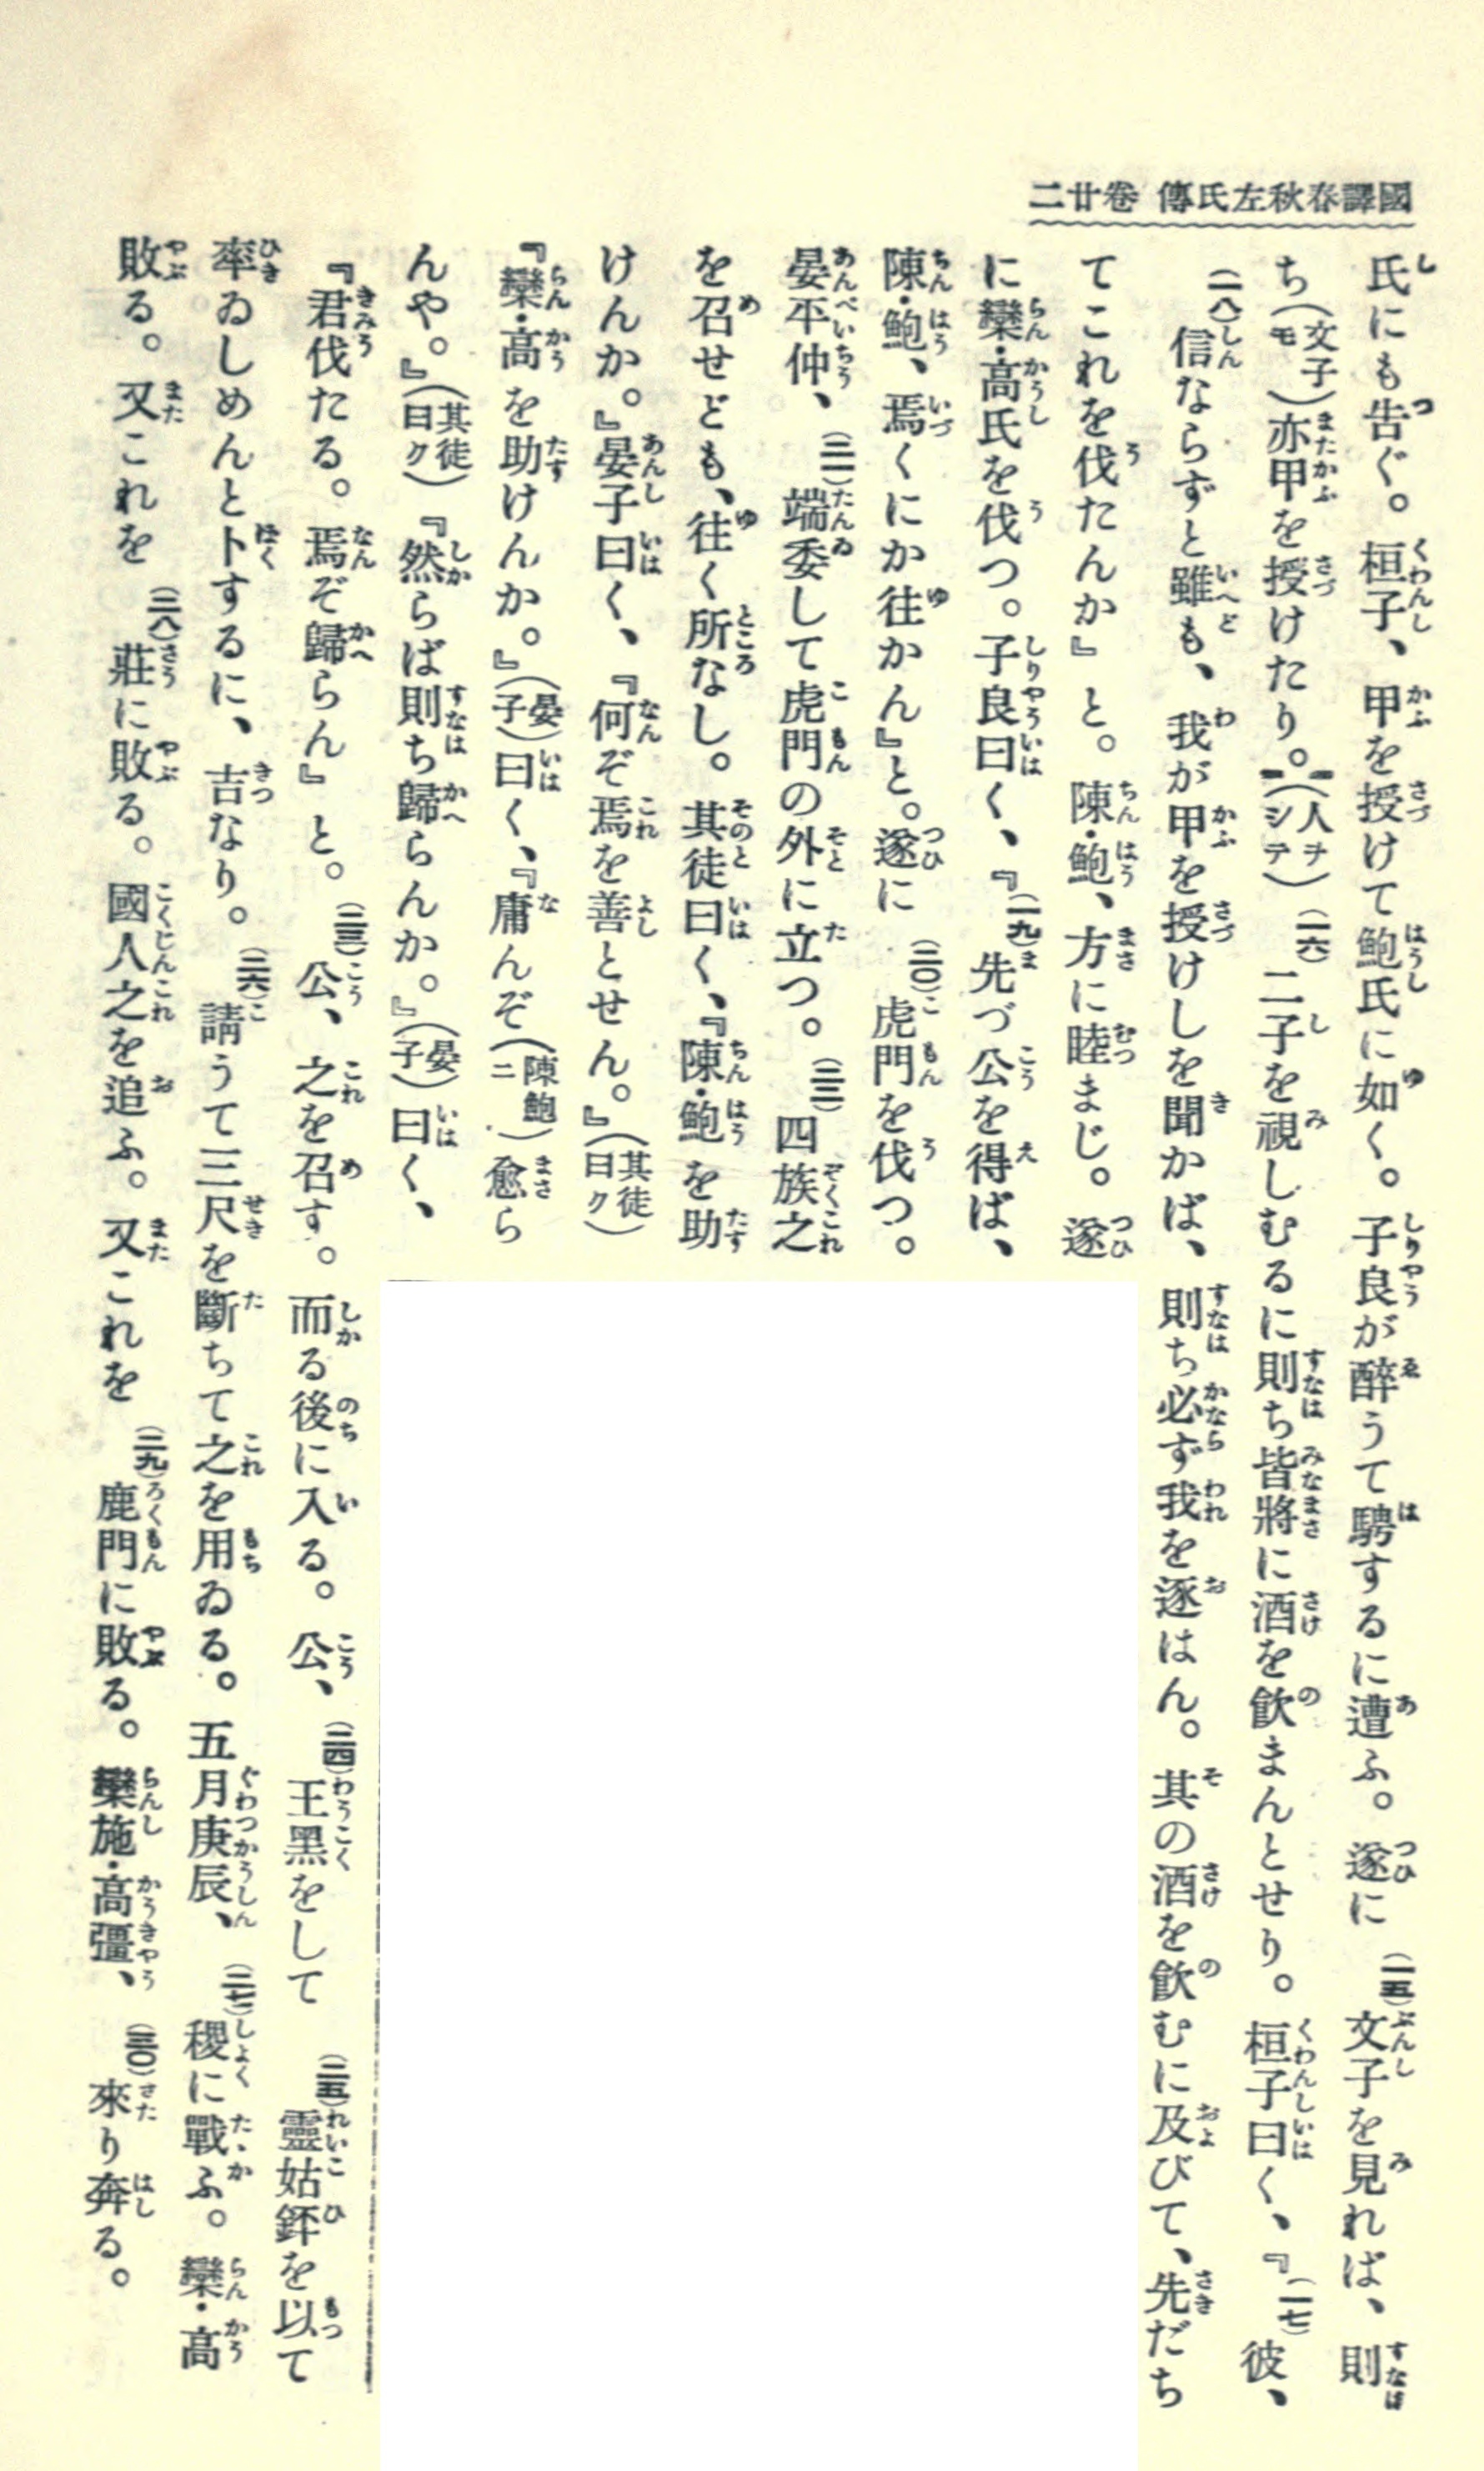 國譯春秋左氏傳 卷廿二
氏にも告ぐ。桓子、甲を授けて鮑氏に如く。子良が醉うて騁するに遭ふ。遂に(一五)文子を見れば、則
ち(文子モ)亦甲を授けたり。(人ヲシテ)(一六)二子を視しむるに則ち皆將に酒を飮まんとせり。桓子曰く、『(一七)彼、
(一八)信ならずと雖も、我が甲を授けしを聞かば、則ち必ず我を逐はん。其の酒を飮むに及びて、先だち
てこれを伐たんか』と。陳・鮑、方に睦まじ。遂
に欒・高氏を伐つ。子良曰く、『(一九)先づ公を得ば、
陳・鮑、焉くにか往かん』と。遂に(二〇)虎門を伐つ。
晏平仲、(二一)端委して虎門の外に立つ。(二二)四族之
を召せども、往く所なし。其徒曰く、『陳・鮑を助
けんか。』晏子曰く、『何ぞ焉を善とせん。』(其徒曰ク)
『欒・高を助けんか。』(晏子)曰く、『庸んぞ(陳鮑ニ)愈ら
んや。』(其徒曰ク)『然らば則ち歸らんか。』(晏子)曰く、
『君伐たる。焉ぞ歸らん』と。(二三)公、之を召す。而る後に入る。公、(二四)王黑をして(二五)靈姑銔を以て
率ゐしめんと卜するに、吉なり。(二六)請うて三尺を斷ちて之を用ゐる。五月庚辰、(二七)稷に戰ふ。欒・高
敗る。又これを(二八)莊に敗る。國人之を追ふ。又これを(二九)鹿門に敗る。欒施・高彊、(三〇)來り奔る。